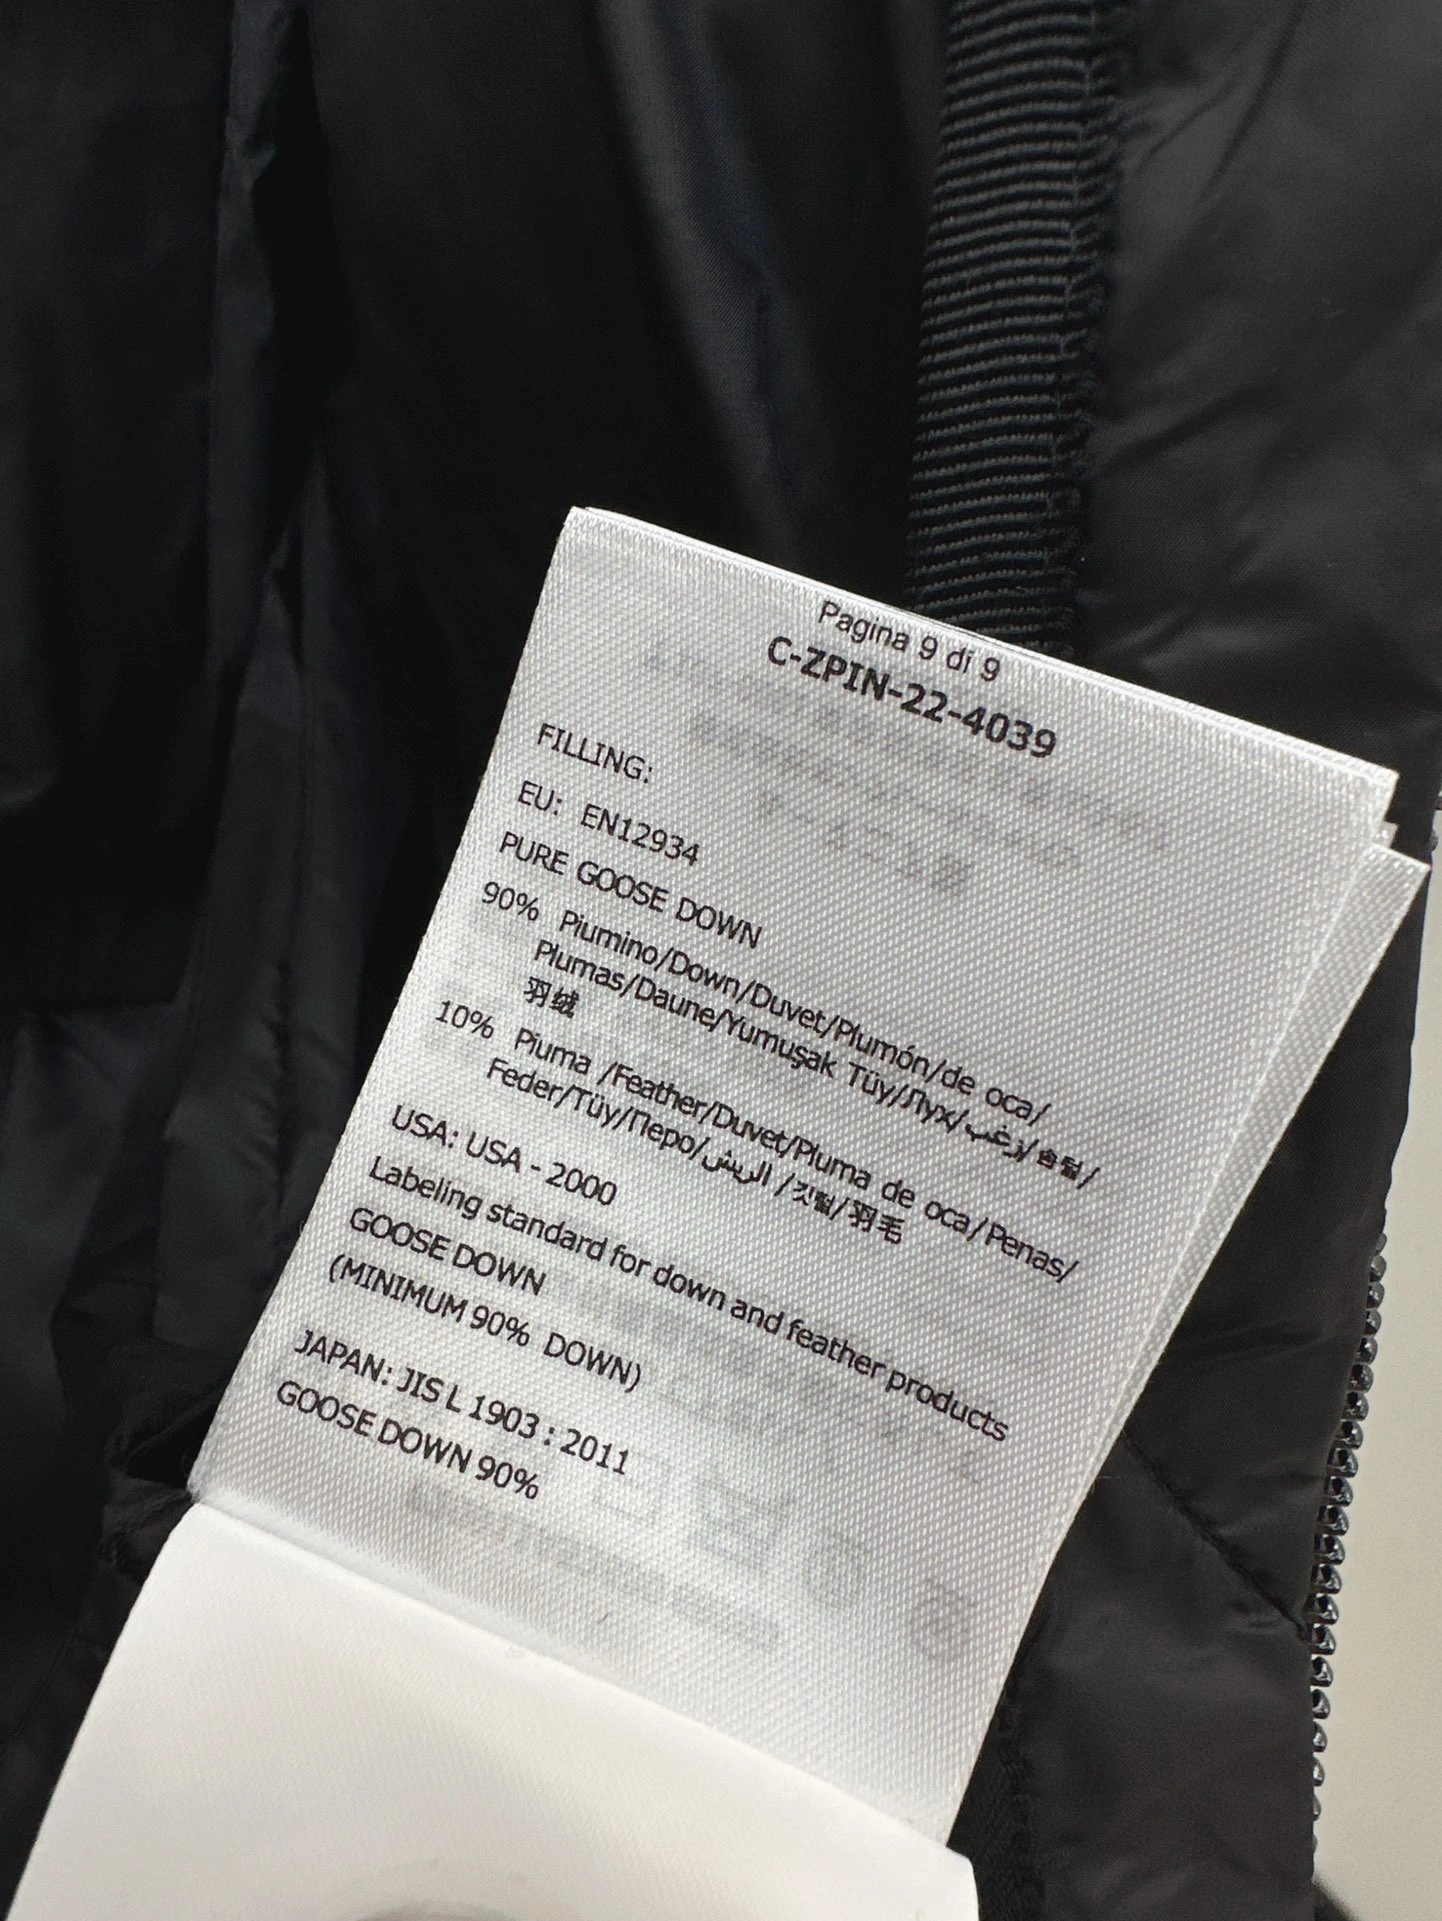 Pagina 9 di 9
C-ZPIN-22-4039
FILLING:
EU: EN12934
PURE GOOSE DOWN
90% Piumino/Down/Duvet/Plumón/de oca/
Plumas/Daune/Yumuşak Tüy/Лух/زغب/솜털/
羽绒
10% Piuma /Feather/Duvet/Pluma de oca/Penas/
Feder/Tüy/Перо/الريش /깃털/羽毛
USA: USA - 2000
Labeling standard for down and feather products
GOOSE DOWN
(MINIMUM 90% DOWN)
JAPAN: JIS L 1903 : 2011
GOOSE DOWN 90%